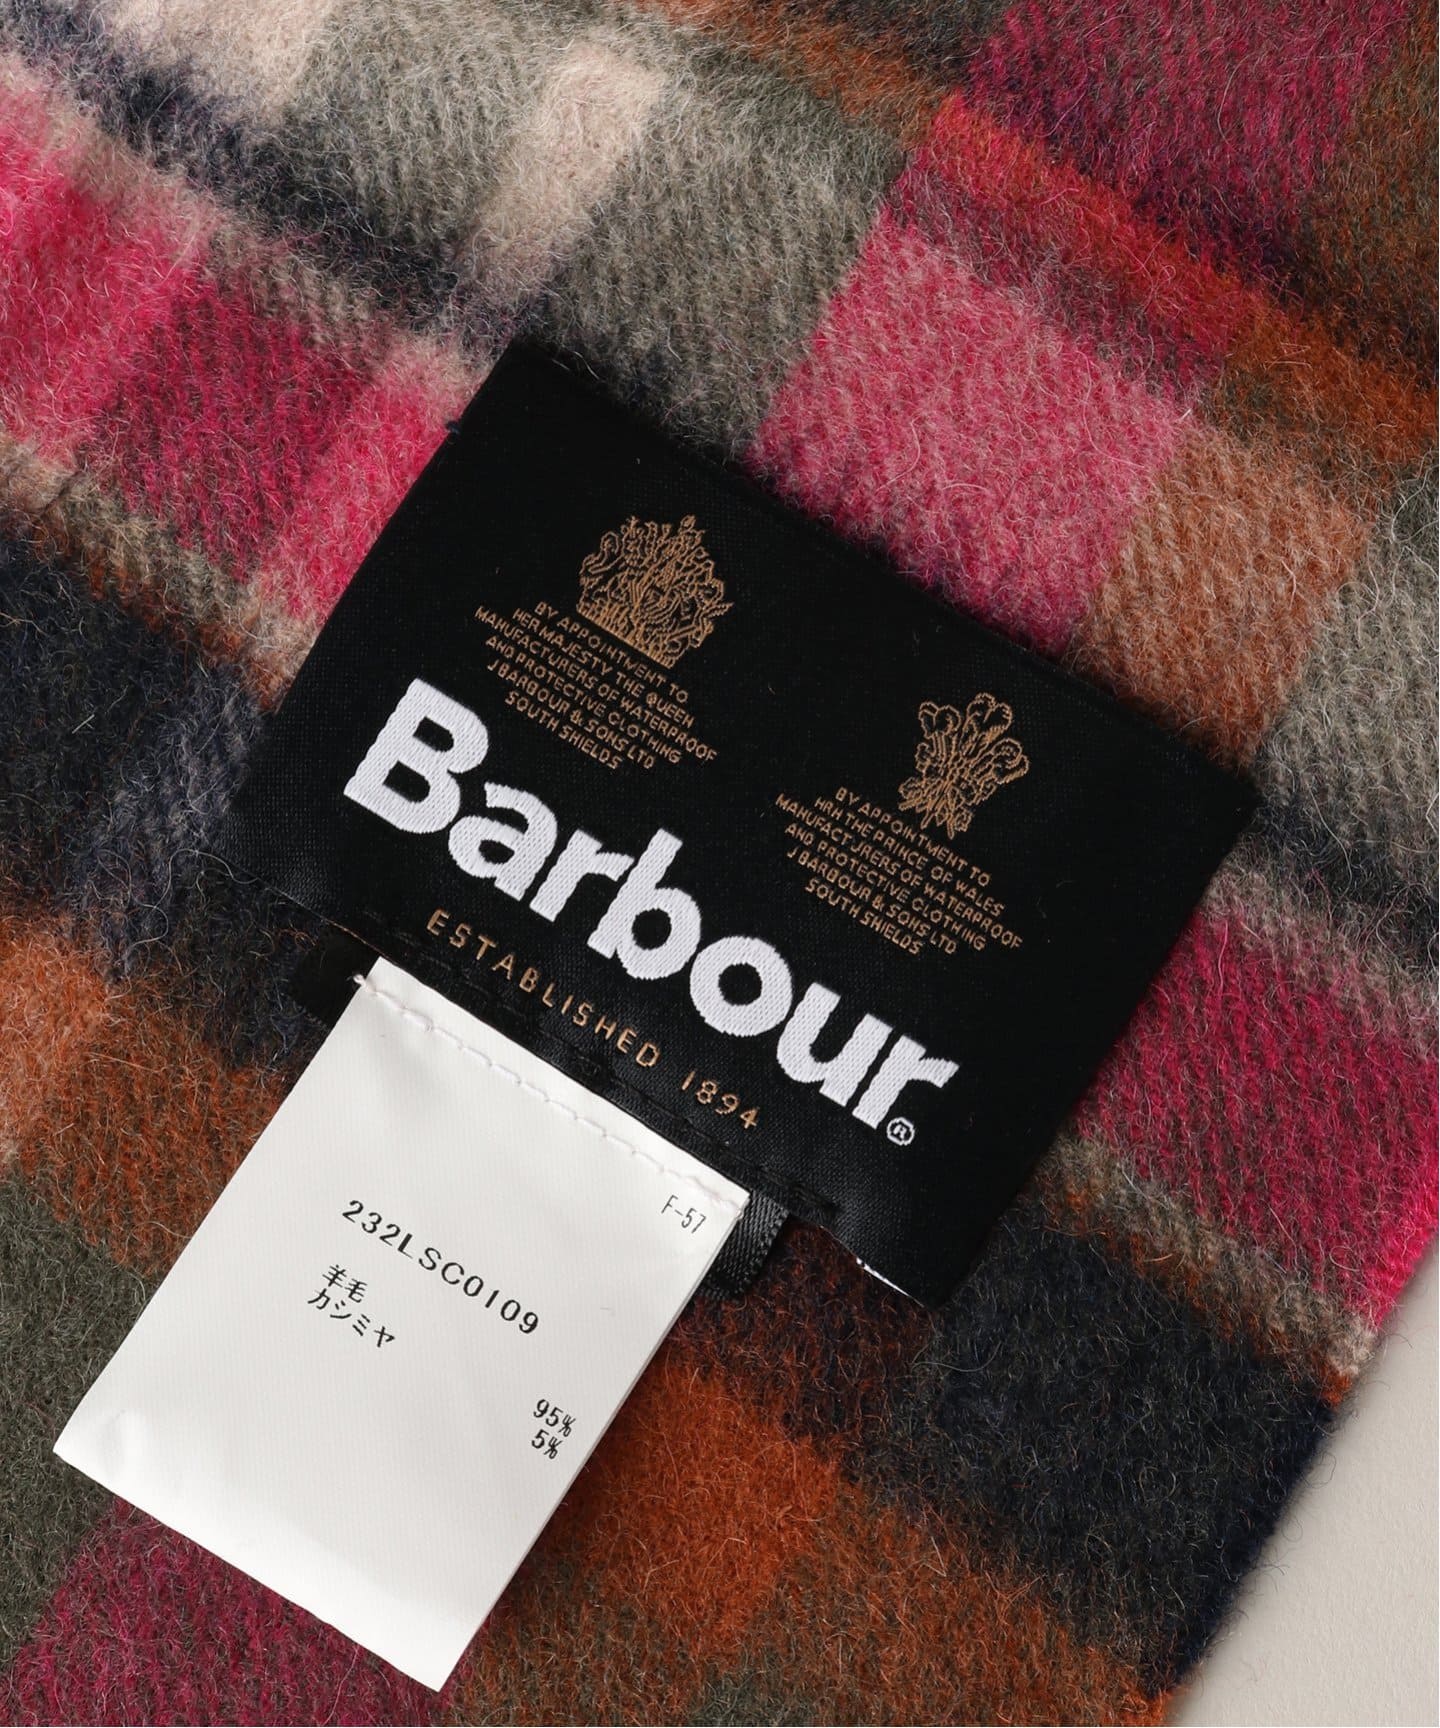 BY APPOINTMENT TO
HER MAJESTY THE QUEEN
MANUFACTURERS OF WATERPROOF
AND PROTECTIVE CLOTHING
J BARBOUR & SONS LTD
SOUTH SHIELDS
BY APPOINTMENT TO
HRH THE PRINCE OF WALES
MANUFACTURERS OF WATERPROOF
AND PROTECTIVE CLOTHING
J BARBOUR & SONS LTD
SOUTH SHIELDS
Barbour®
ESTABLISHED 1894
F-57
232LSC0109
羊毛
カシミヤ
95%
5%